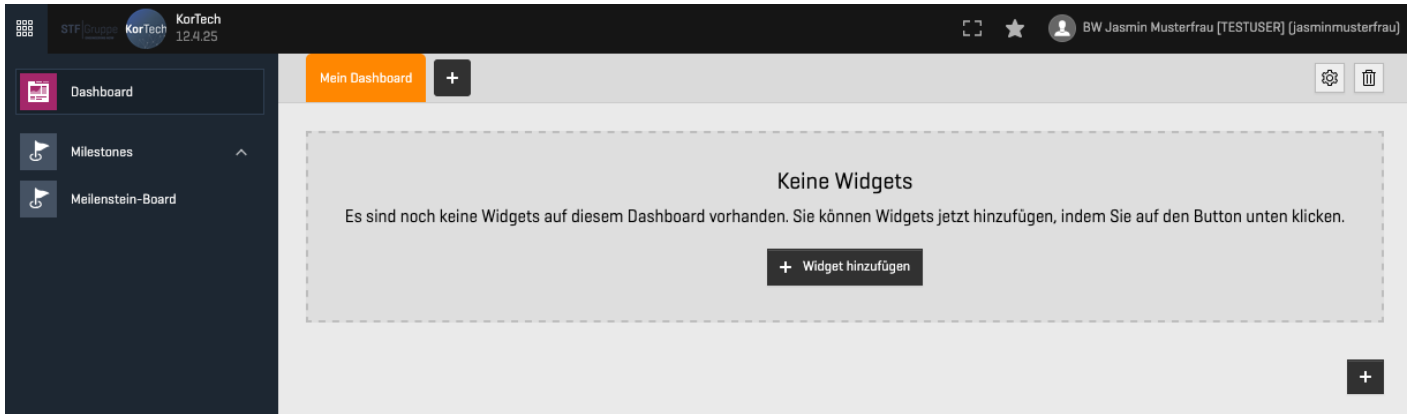 STF Gruppe KorTech
KorTech
12.4.25
BW Jasmin Musterfrau [TESTUSER] (jasminmusterfrau)
Dashboard
Milestones
Meilenstein-Board
Mein Dashboard
Keine Widgets
Es sind noch keine Widgets auf diesem Dashboard vorhanden. Sie können Widgets jetzt hinzufügen, indem Sie auf den Button unten klicken.
+ Widget hinzufügen